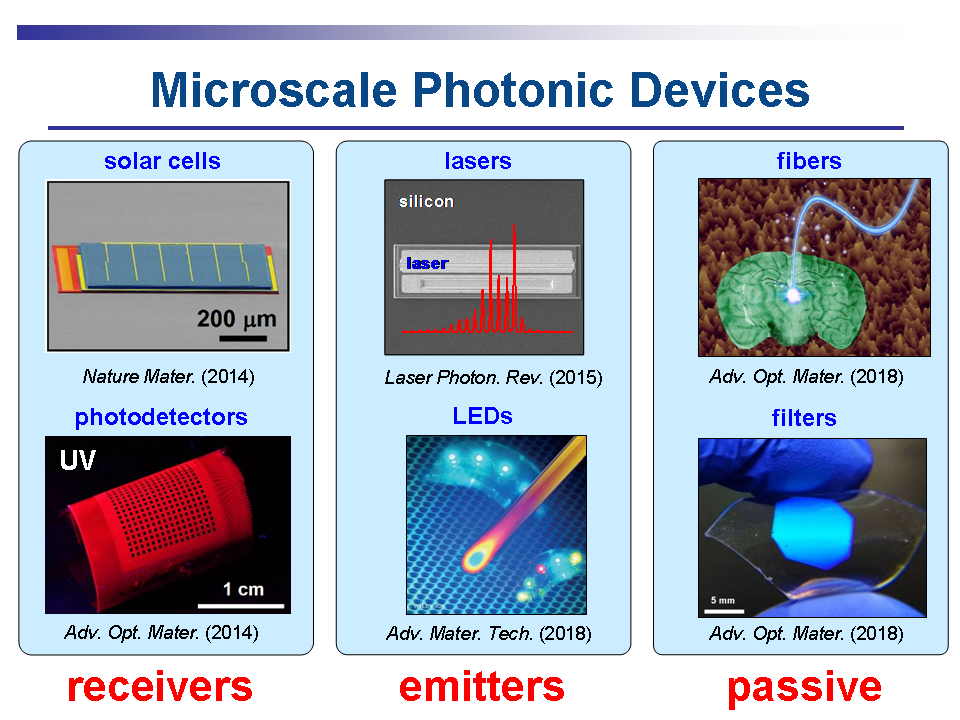 Microscale Photonic Devices
solar cells
200 μm
Nature Mater. (2014)
photodetectors
UV
1 cm
Adv. Opt. Mater. (2014)
receivers
lasers
silicon
laser
Laser Photon. Rev. (2015)
LEDs
Adv. Mater. Tech. (2018)
emitters
fibers
Adv. Opt. Mater. (2018)
filters
5 mm
Adv. Opt. Mater. (2018)
passive